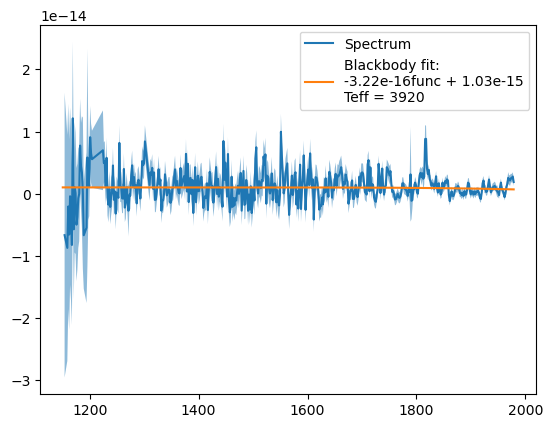 1e−14
Spectrum
Blackbody fit:
-3.22e-16func + 1.03e-15
Teff = 3920
2
1
0
−1
−2
−3
1200 1400 1600 1800 2000